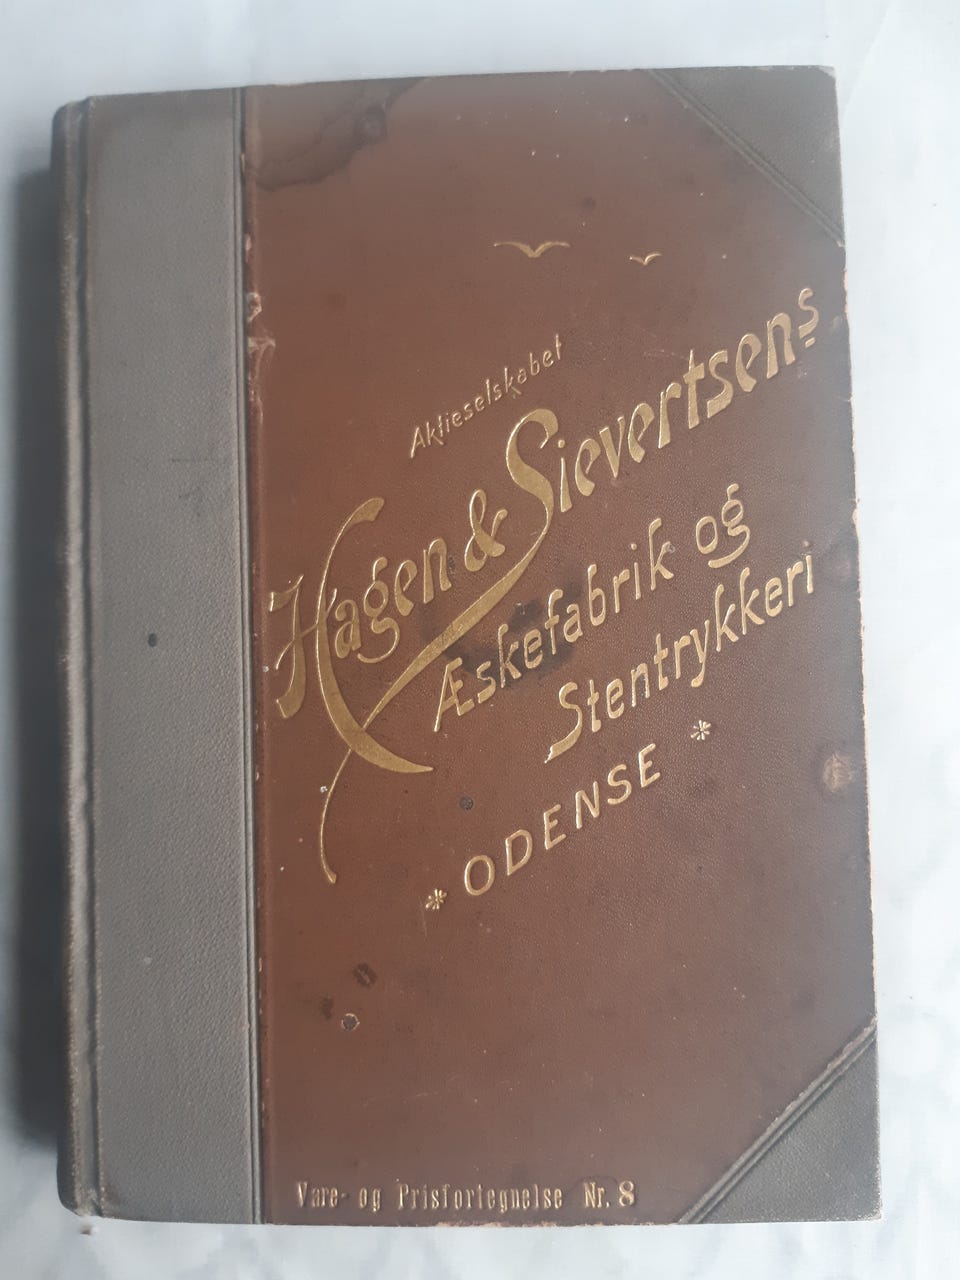 Aktieselskabet
Hagen & Sievertsens
Æskefabrik og
Stentrykkeri
* ODENSE *
Vare- og Prisfortegnelse Nr. 8